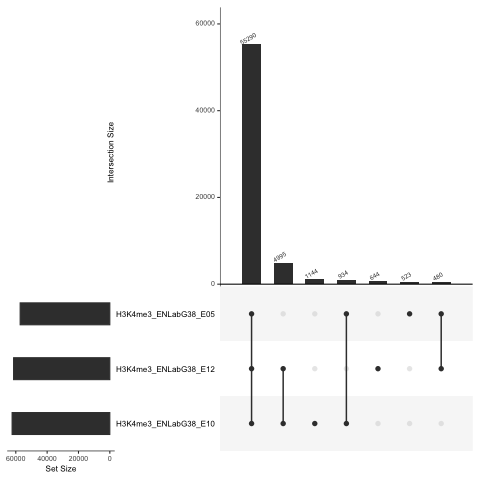 60000
40000
20000
0
Intersection Size
55290
4995
1144
934
644
523
480
H3K4me3_ENLabG38_E05
H3K4me3_ENLabG38_E12
H3K4me3_ENLabG38_E10
60000 40000 20000 0
Set Size